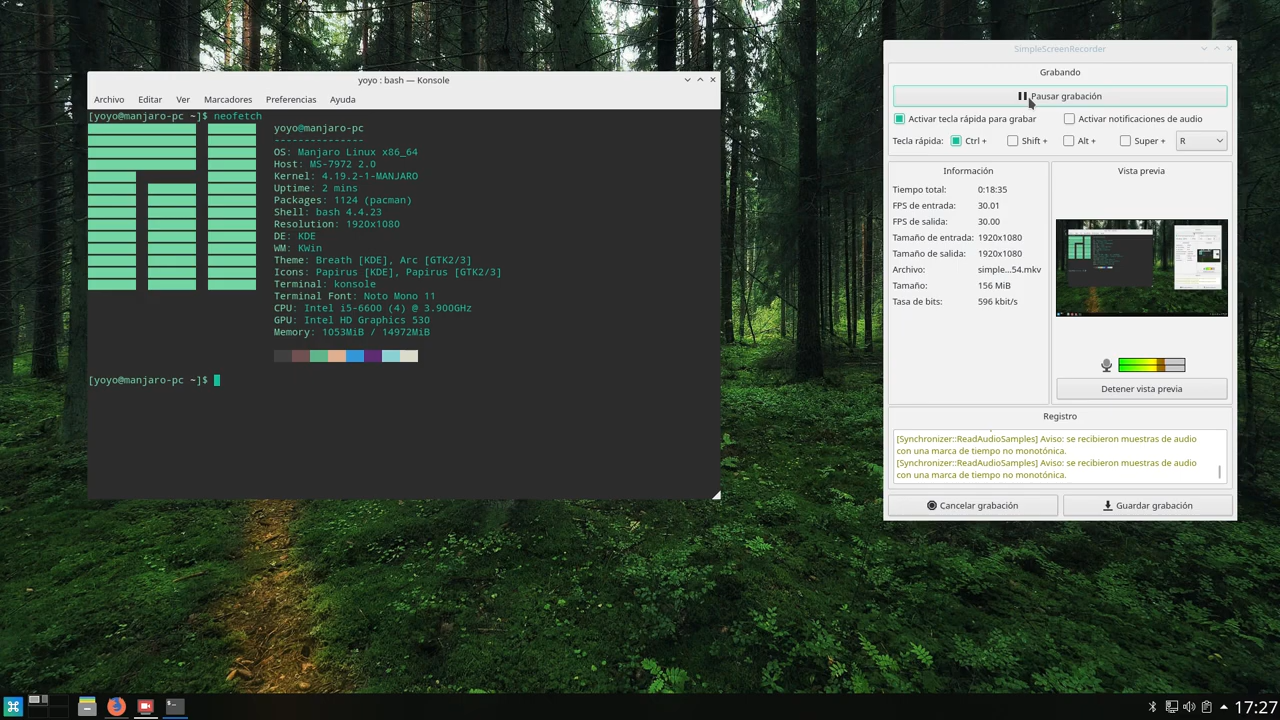 yoyo : bash — Konsole
Archivo Editar Ver Marcadores Preferencias Ayuda
[yoyo@manjaro-pc ~]$ neofetch
yoyo@manjaro-pc
---------------
OS: Manjaro Linux x86_64
Host: MS-7972 2.0
Kernel: 4.19.2-1-MANJARO
Uptime: 2 mins
Packages: 1124 (pacman)
Shell: bash 4.4.23
Resolution: 1920x1080
DE: KDE
WM: KWin
Theme: Breath [KDE], Arc [GTK2/3]
Icons: Papirus [KDE], Papirus [GTK2/3]
Terminal: konsole
Terminal Font: Noto Mono 11
CPU: Intel i5-6600 (4) @ 3.900GHz
GPU: Intel HD Graphics 530
Memory: 1053MiB / 14972MiB
[yoyo@manjaro-pc ~]$
SimpleScreenRecorder
Grabando
Pausar grabación
Activar tecla rápida para grabar Activar notificaciones de audio
Tecla rápida: Ctrl + Shift + Alt + Super + R
Información
Tiempo total: 0:18:35
FPS de entrada: 30.01
FPS de salida: 30.00
Tamaño de entrada: 1920x1080
Tamaño de salida: 1920x1080
Archivo: simple...54.mkv
Tamaño: 156 MiB
Tasa de bits: 596 kbit/s
Vista previa
Detener vista previa
Registro
[Synchronizer::ReadAudioSamples] Aviso: se recibieron muestras de audio
con una marca de tiempo no monotónica.
[Synchronizer::ReadAudioSamples] Aviso: se recibieron muestras de audio
con una marca de tiempo no monotónica.
Cancelar grabación Guardar grabación
17:27